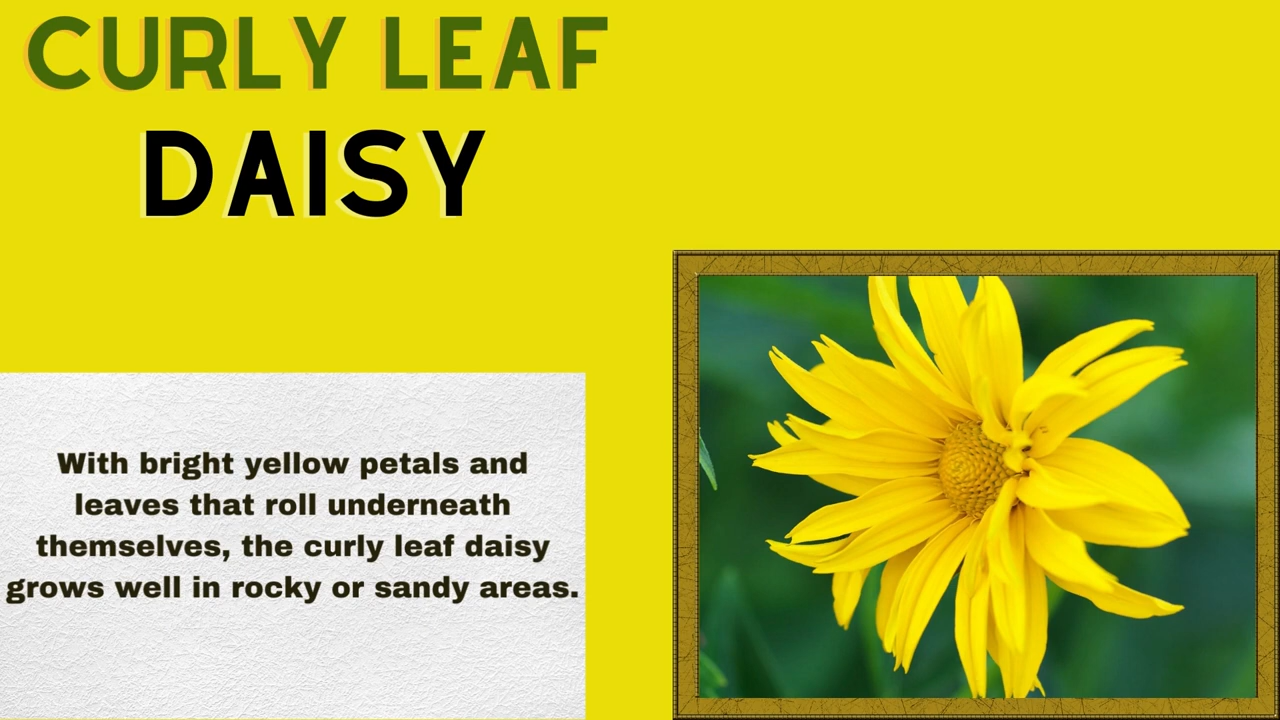 CURLY LEAF
DAISY
With bright yellow petals and
leaves that roll underneath
themselves, the curly leaf daisy
grows well in rocky or sandy areas.